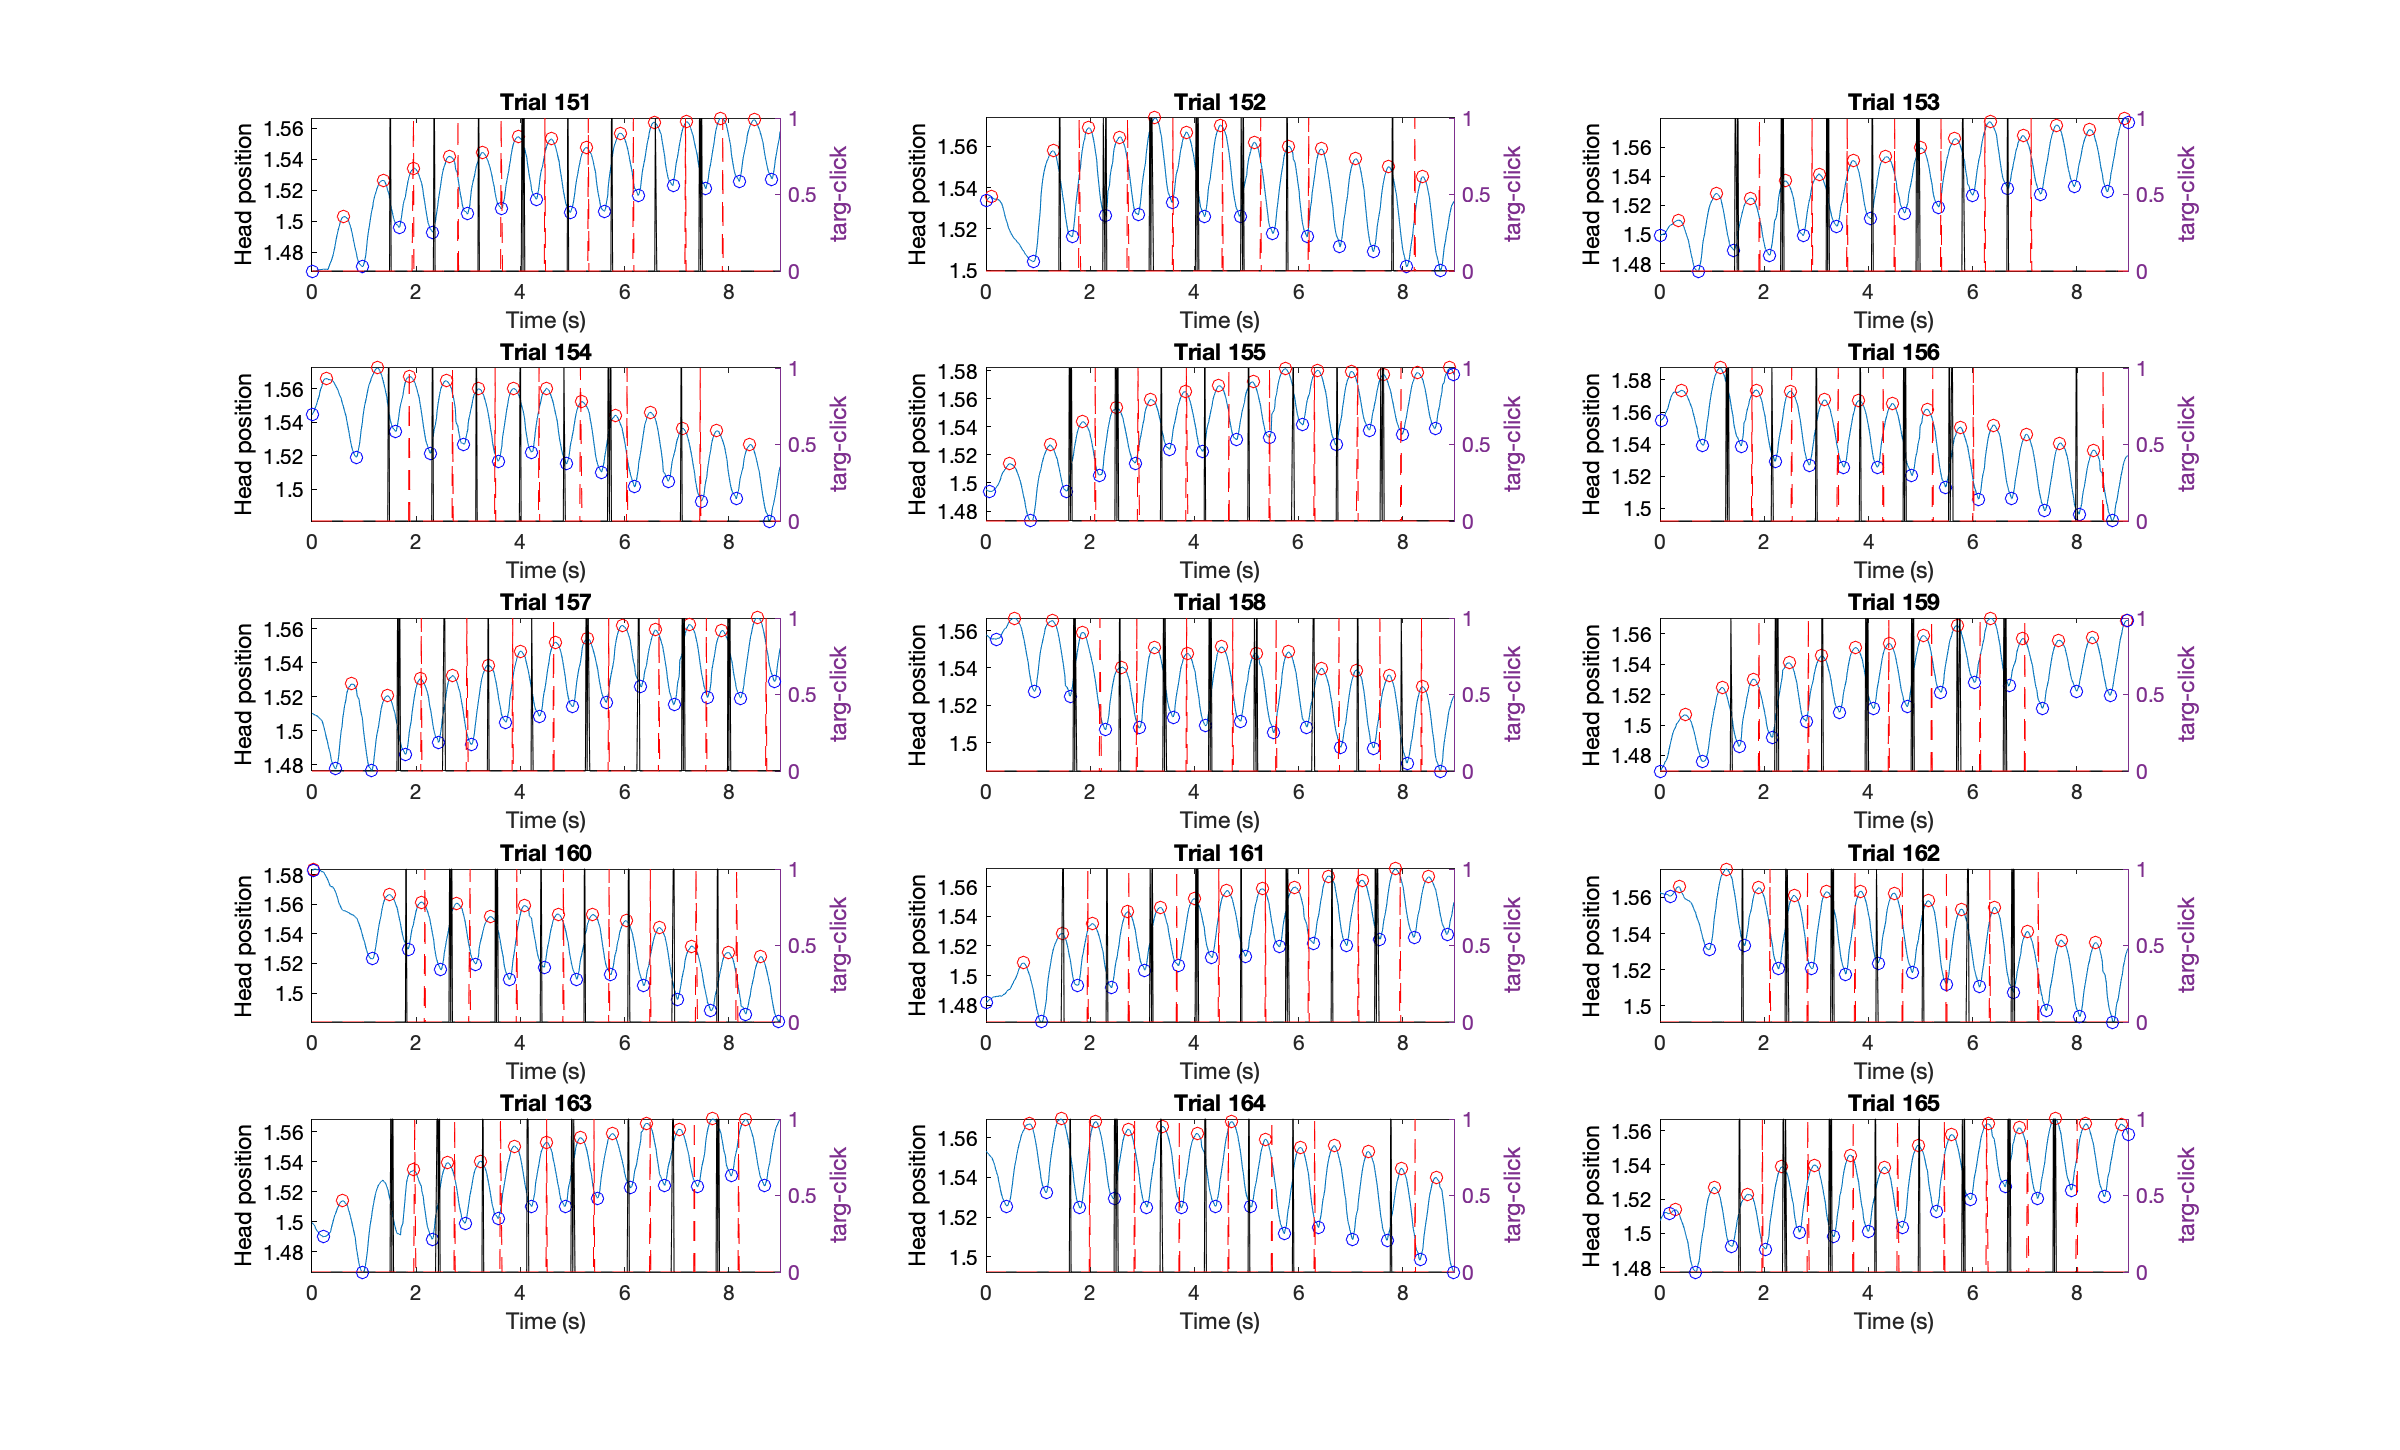 Trial 151
Head position
1.56
1.54
1.52
1.5
1.48
1
0.5
0
targ-click
0 2 4 6 8
Time (s)
Trial 152
Head position
1.56
1.54
1.52
1.5
1
0.5
0
targ-click
0 2 4 6 8
Time (s)
Trial 153
Head position
1.56
1.54
1.52
1.5
1.48
1
0.5
0
targ-click
0 2 4 6 8
Time (s)
Trial 154
Head position
1.56
1.54
1.52
1.5
1
0.5
0
targ-click
0 2 4 6 8
Time (s)
Trial 155
Head position
1.58
1.56
1.54
1.52
1.5
1.48
1
0.5
0
targ-click
0 2 4 6 8
Time (s)
Trial 156
Head position
1.58
1.56
1.54
1.52
1.5
1
0.5
0
targ-click
0 2 4 6 8
Time (s)
Trial 157
Head position
1.56
1.54
1.52
1.5
1.48
1
0.5
0
targ-click
0 2 4 6 8
Time (s)
Trial 158
Head position
1.56
1.54
1.52
1.5
1
0.5
0
targ-click
0 2 4 6 8
Time (s)
Trial 159
Head position
1.56
1.54
1.52
1.5
1.48
1
0.5
0
targ-click
0 2 4 6 8
Time (s)
Trial 160
Head position
1.58
1.56
1.54
1.52
1.5
1
0.5
0
targ-click
0 2 4 6 8
Time (s)
Trial 161
Head position
1.56
1.54
1.52
1.5
1.48
1
0.5
0
targ-click
0 2 4 6 8
Time (s)
Trial 162
Head position
1.56
1.54
1.52
1.5
1
0.5
0
targ-click
0 2 4 6 8
Time (s)
Trial 163
Head position
1.56
1.54
1.52
1.5
1.48
1
0.5
0
targ-click
0 2 4 6 8
Time (s)
Trial 164
Head position
1.56
1.54
1.52
1.5
1
0.5
0
targ-click
0 2 4 6 8
Time (s)
Trial 165
Head position
1.56
1.54
1.52
1.5
1.48
1
0.5
0
targ-click
0 2 4 6 8
Time (s)